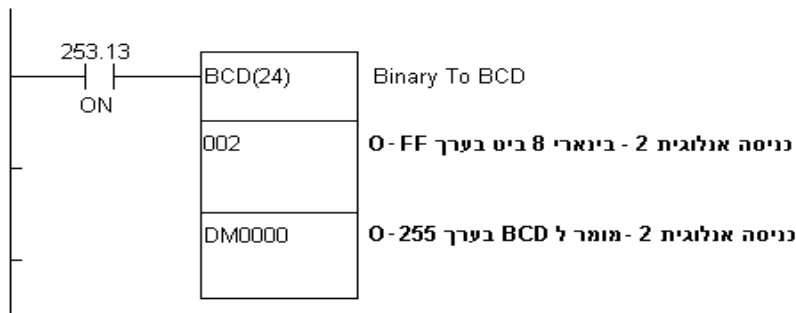 253.13
ON
BCD(24)
Binary To BCD
002
כניסה אנלוגית 2 - בינארי 8 ביט בערך 0-FF
DM0000
כניסה אנלוגית 2 -מומר ל BCD בערך 0-255